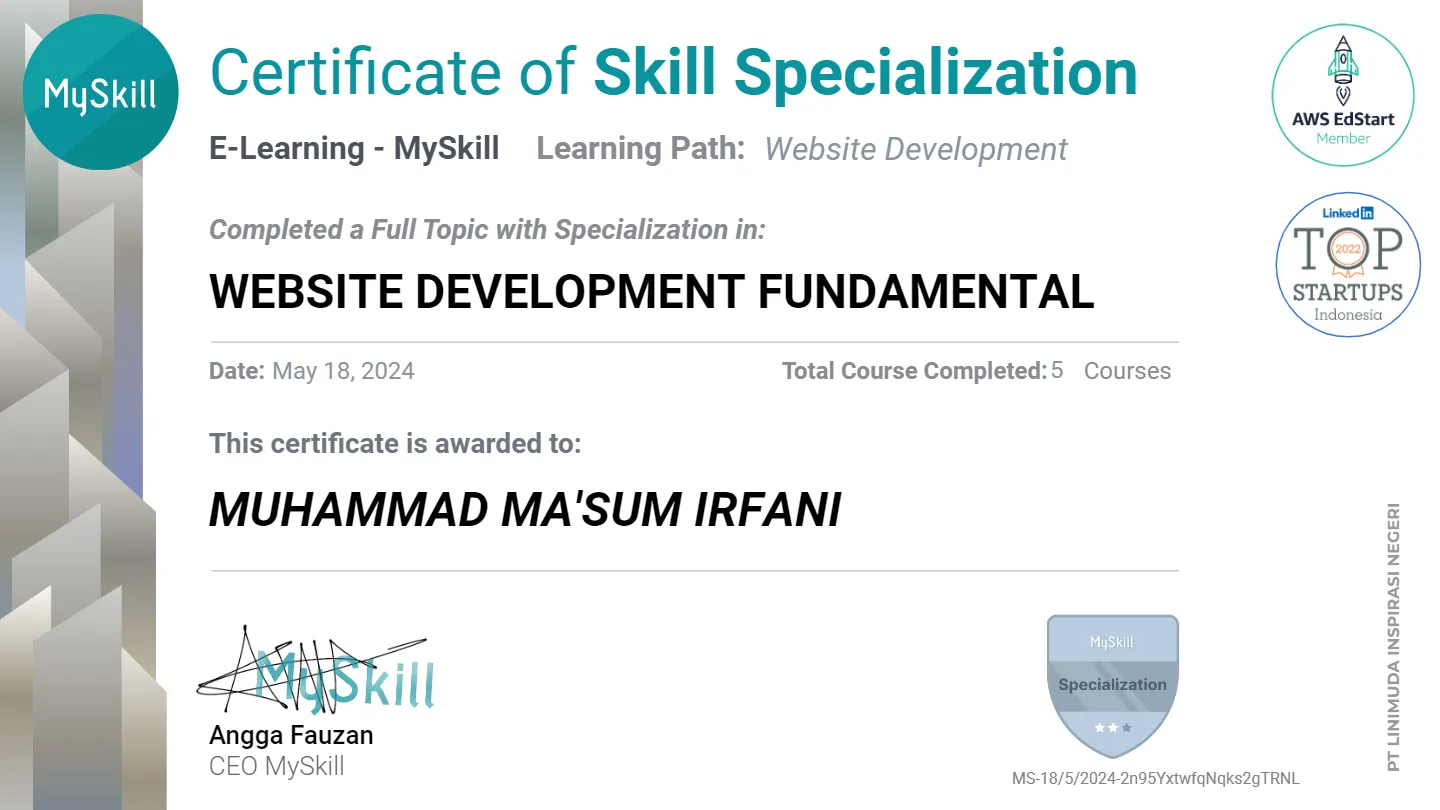 MySkill
Certificate of Skill Specialization
E-Learning - MySkill Learning Path: Website Development
Completed a Full Topic with Specialization in:
WEBSITE DEVELOPMENT FUNDAMENTAL
Date: May 18, 2024 Total Course Completed: 5 Courses
This certificate is awarded to:
MUHAMMAD MA'SUM IRFANI
MySkill
Angga Fauzan
CEO MySkill
AWS EdStart
Member
Linked in
TOP
2022
STARTUPS
Indonesia
PT LINIMUDA INSPIRASI NEGERI
MySkill
Specialization
MS-18/5/2024-2n95YxtwfqNqks2gTRNL